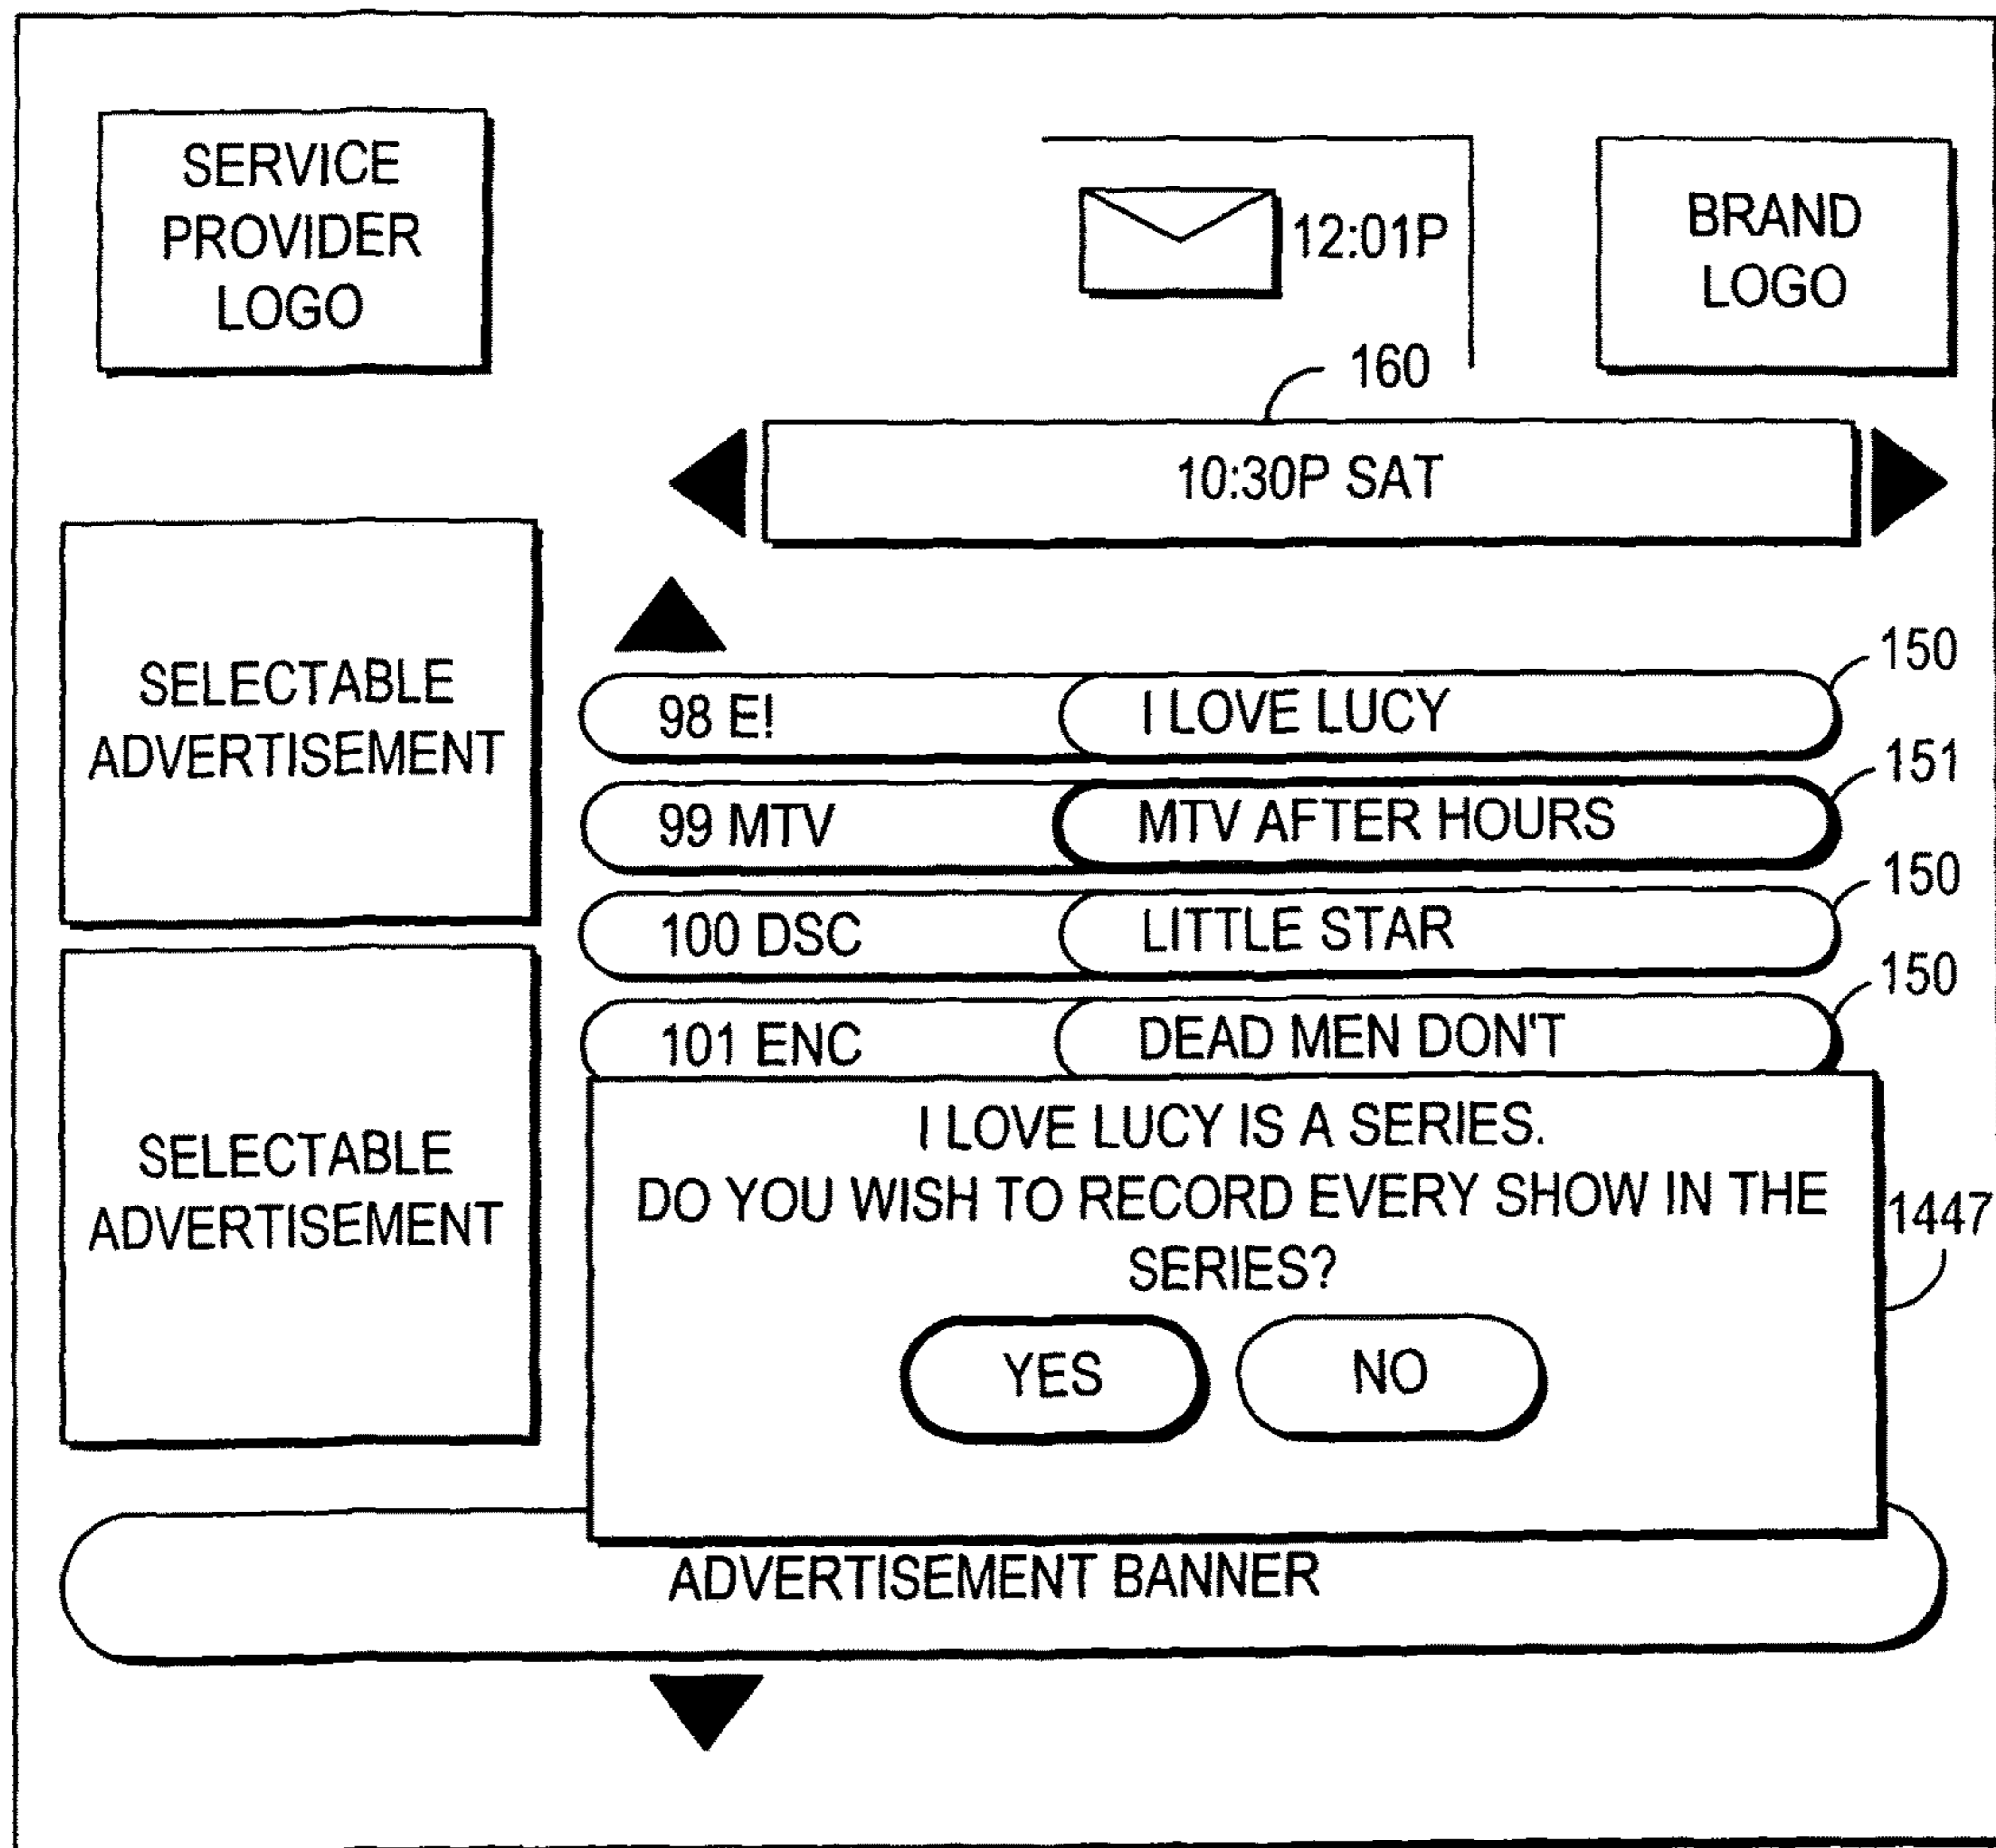 SERVICE
PROVIDER
LOGO
12:01P
BRAND
LOGO
160
10:30P SAT
SELECTABLE
ADVERTISEMENT
150
98 E! I LOVE LUCY
151
99 MTV MTV AFTER HOURS
150
100 DSC LITTLE STAR
150
101 ENC DEAD MEN DON'T
SELECTABLE
ADVERTISEMENT
I LOVE LUCY IS A SERIES.
DO YOU WISH TO RECORD EVERY SHOW IN THE
SERIES?
1447
YES NO
ADVERTISEMENT BANNER